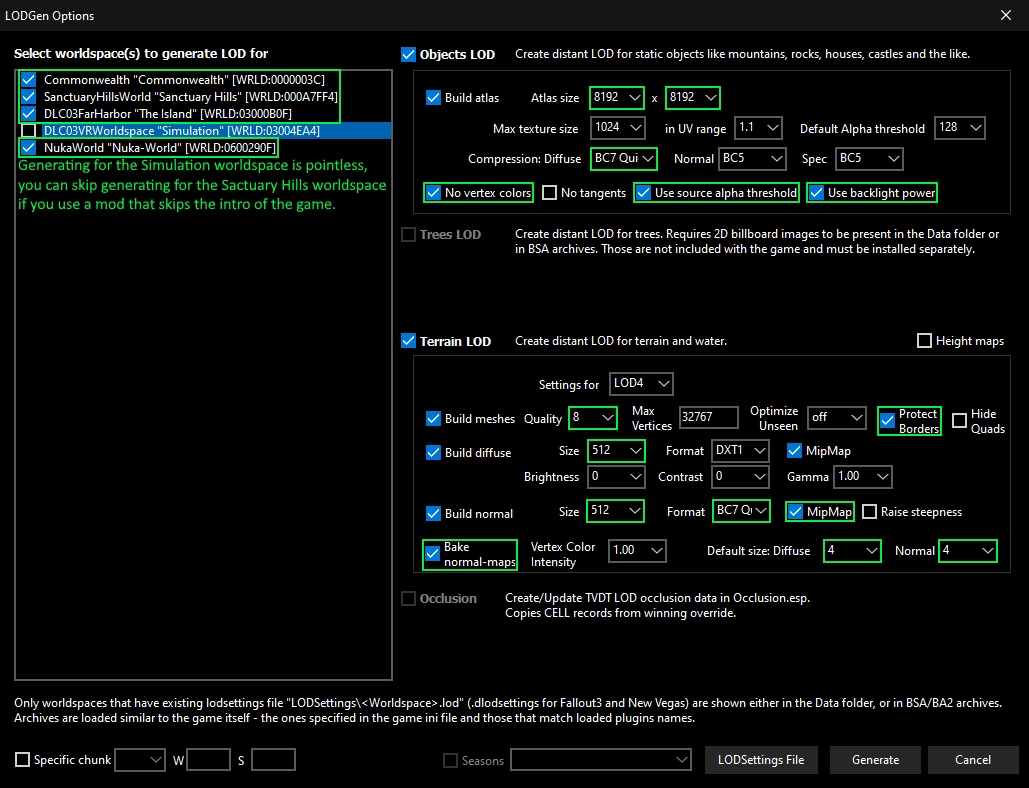 LODGen Options
Select worldspace(s) to generate LOD for
Commonwealth "Commonwealth" [WRLD:0000003C]
SanctuaryHillsWorld "Sanctuary Hills" [WRLD:000A7FF4]
DLC03FarHarbor "The Island" [WRLD:03000B0F]
DLC03VRWorldspace "Simulation" [WRLD:03004EA4]
NukaWorld "Nuka-World" [WRLD:0600290F]
Generating for the Simulation worldspace is pointless,
you can skip generating for the Sactuary Hills worldspace
if you use a mod that skips the intro of the game.
Objects LOD Create distant LOD for static objects like mountains, rocks, houses, castles and the like.
Build atlas Atlas size 8192 x 8192
Max texture size 1024 in UV range 1.1 Default Alpha threshold 128
Compression: Diffuse BC7 Qui Normal BC5 Spec BC5
No vertex colors No tangents Use source alpha threshold Use backlight power
Trees LOD Create distant LOD for trees. Requires 2D billboard images to be present in the Data folder or
in BSA archives. Those are not included with the game and must be installed separately.
Terrain LOD Create distant LOD for terrain and water. Height maps
Settings for LOD4
Build meshes Quality 8 Max Vertices 32767 Optimize Unseen off Protect Borders Hide Quads
Build diffuse Size 512 Format DXT1 MipMap
Brightness 0 Contrast 0 Gamma 1.00
Build normal Size 512 Format BC7 Q MipMap Raise steepness
Bake normal-maps Vertex Color Intensity 1.00 Default size: Diffuse 4 Normal 4
Occlusion Create/Update TVDT LOD occlusion data in Occlusion.esp.
Copies CELL records from winning override.
Only worldspaces that have existing lodsettings file "LODSettings\<Worldspace>.lod" (.dlodsettings for Fallout3 and New Vegas) are shown either in the Data folder, or in BSA/BA2 archives.
Archives are loaded similar to the game itself - the ones specified in the game ini file and those that match loaded plugins names.
Specific chunk W S Seasons LODSettings File Generate Cancel